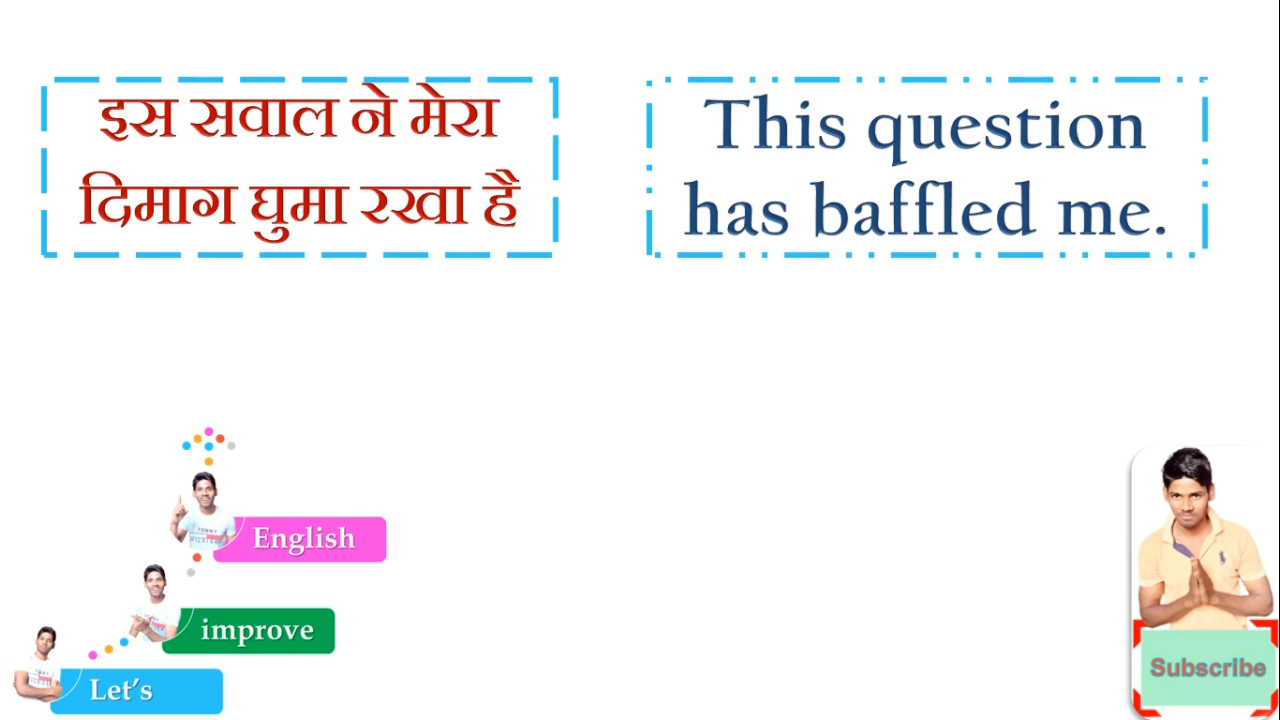 इस सवाल ने मेरा
दिमाग घुमा रखा है
This question
has baffled me.
English
improve
Let's
Subscribe